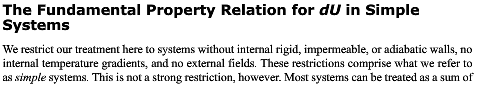 The Fundamental Property Relation for dU in Simple
Systems
We restrict our treatment here to systems without internal rigid, impermeable, or adiabatic walls, no
internal temperature gradients, and no external fields. These restrictions comprise what we refer to
as simple systems. This is not a strong restriction, however. Most systems can be treated as a sum of